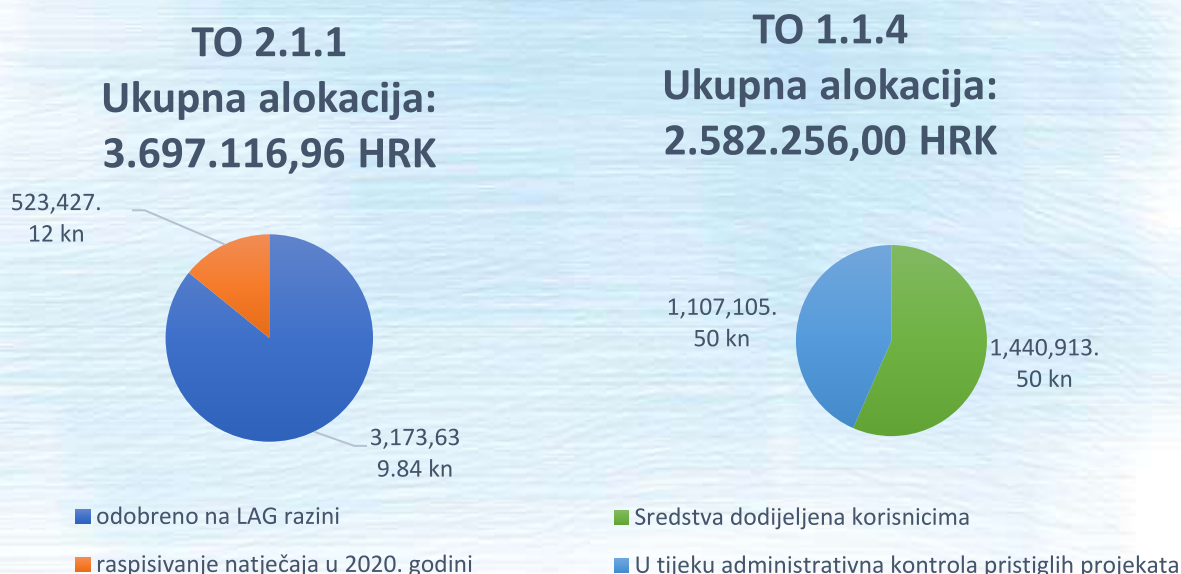 TO 2.1.1
Ukupna alokacija:
3.697.116,96 HRK
523,427.
12 kn
3,173,63
9.84 kn
odobreno na LAG razini
raspisivanje natječaja u 2020. godini
TO 1.1.4
Ukupna alokacija:
2.582.256,00 HRK
1,107,105.
50 kn
1,440,913.
50 kn
Sredstva dodijeljena korisnicima
U tijeku administrativna kontrola pristiglih projekata